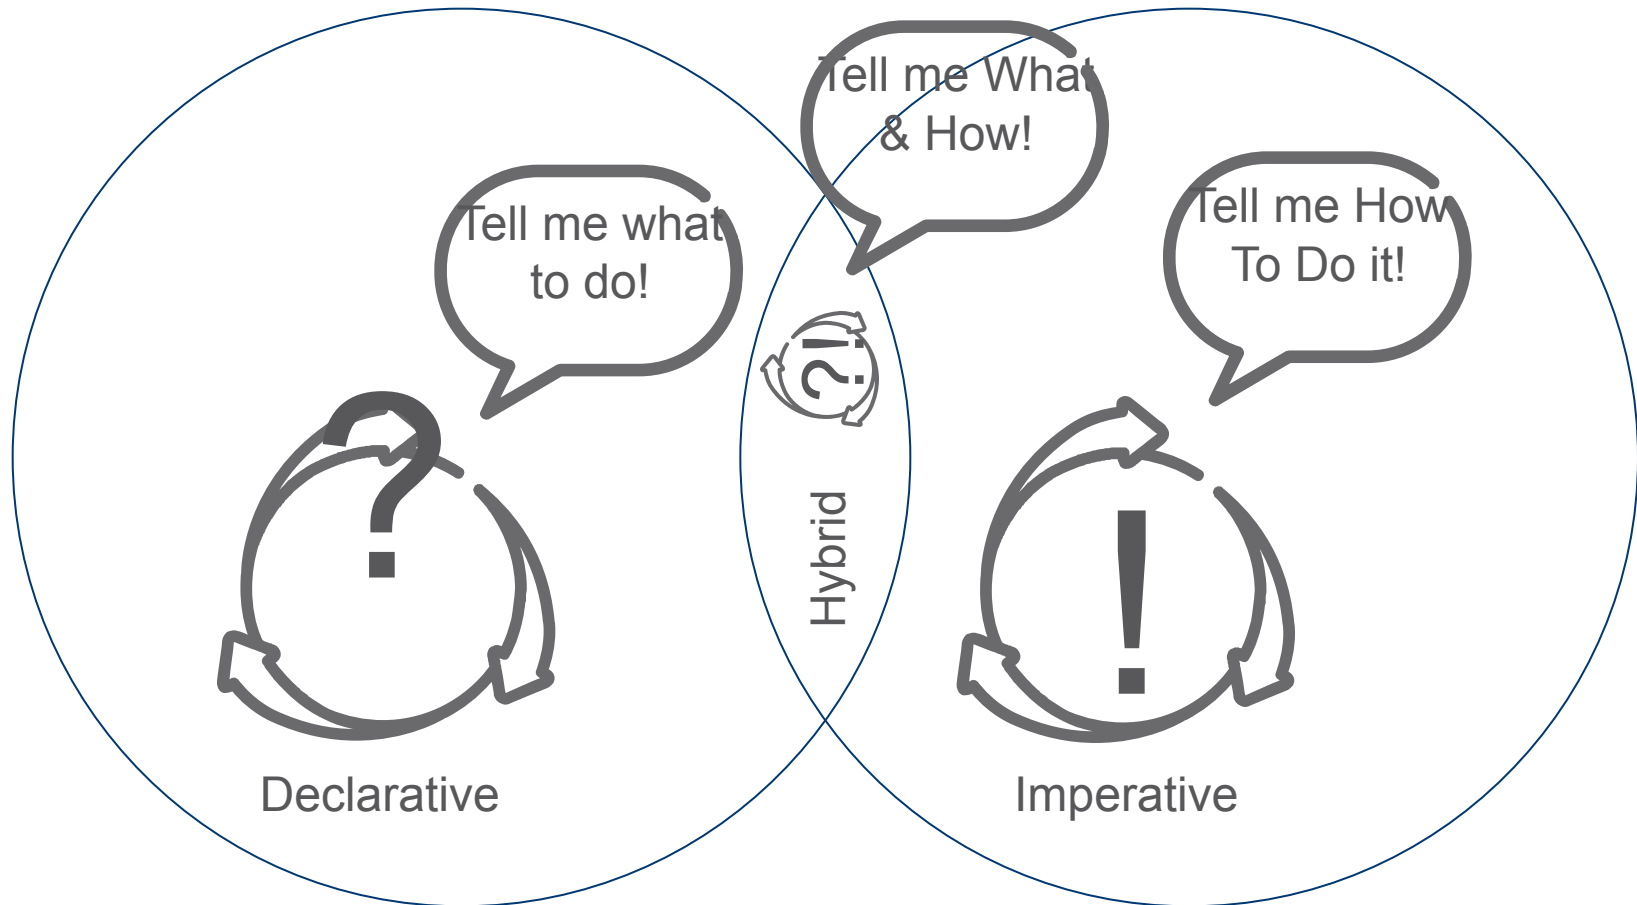 Tell me What
& How!
Tell me what
to do!
Tell me How
To Do it!
?
?!
!
Hybrid
Declarative
Imperative